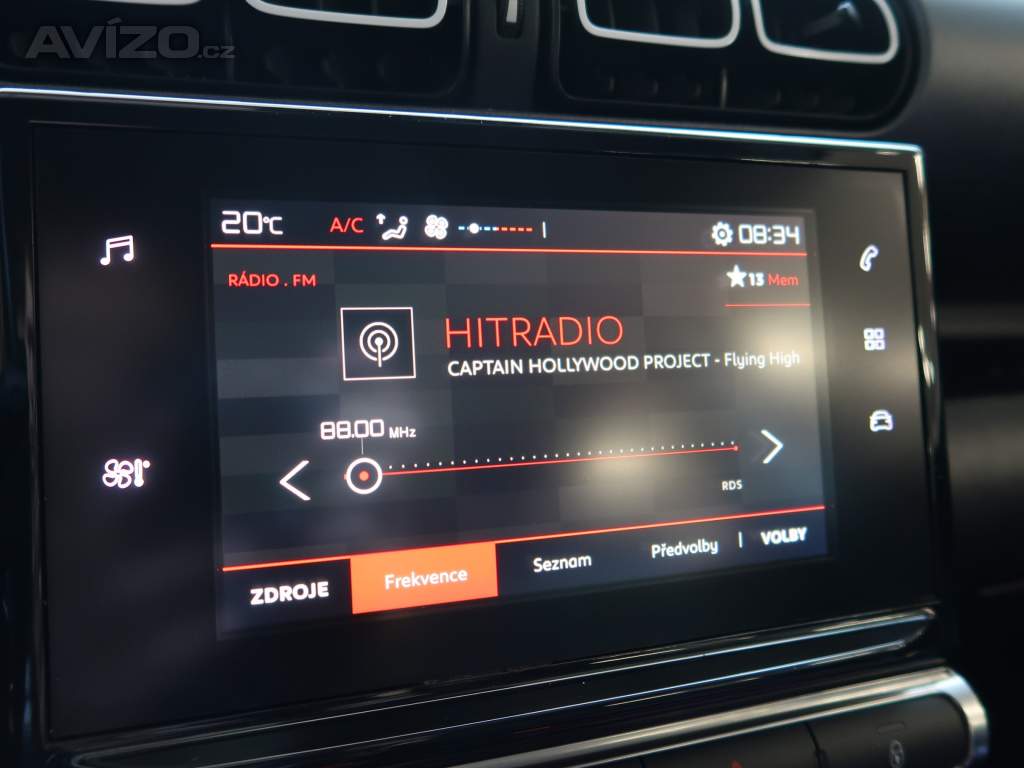 AVÍZO.cz
20°C A/C 08:34
RÁDIO . FM 13 Mem
HITRADIO
CAPTAIN HOLLYWOOD PROJECT - Flying High
88.00 MHz
RDS
ZDROJE Frekvence Seznam Předvolby | VOLBY